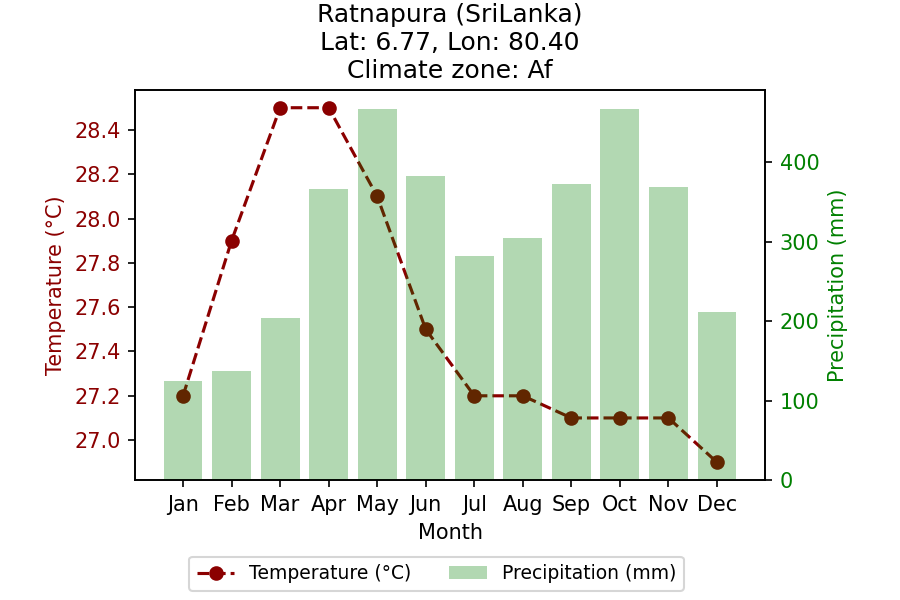 Ratnapura (SriLanka)
Lat: 6.77, Lon: 80.40
Climate zone: Af
28.4
28.2
28.0
27.8
27.6
27.4
27.2
27.0
Temperature (°C)
400
300
200
100
0
Precipitation (mm)
Jan Feb Mar Apr May Jun Jul Aug Sep Oct Nov Dec
Month
Temperature (°C) Precipitation (mm)